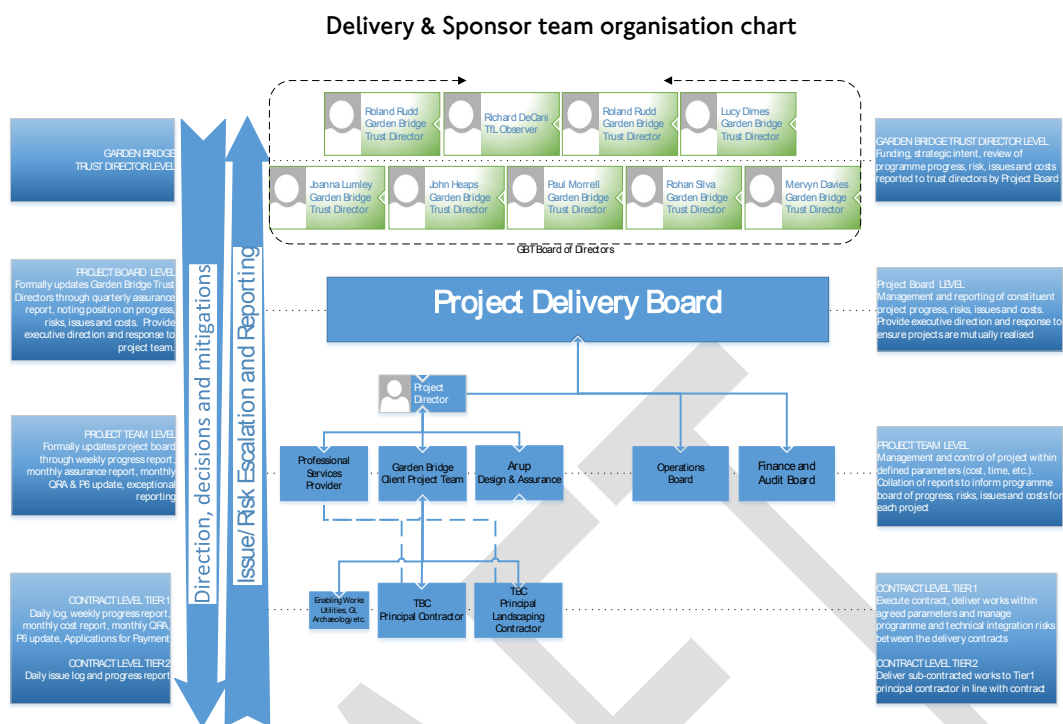 Delivery & Sponsor team organisation chart
Roland Rudd
Garden Bridge
Trust Director
Richard DeCani
TfL Observer
Roland Rudd
Garden Bridge
Trust Director
Lucy Dimes
Garden Bridge
Trust Director
Joanna Lumley
Garden Bridge
Trust Director
John Heaps
Garden Bridge
Trust Director
Paul Morrell
Garden Bridge
Trust Director
Rohan Silva
Garden Bridge
Trust Director
Mervyn Davies
Garden Bridge
Trust Director
GBT Board of Directors
GARDEN BRIDGE
TRUST DIRECTOR LEVEL
GARDEN BRIDGE TRUST DIRECTOR LEVEL
Funding, strategic intent, review of
programme progress, risk, issues and costs
reported to trust directors by Project Board
Direction, decisions and mitigations
Issue/ Risk Escalation and Reporting
PROJECT BOARD LEVEL
Formally updates Garden Bridge Trust
Directors through quarterly assurance
report, noting position on progress,
risks, issues and costs. Provide
executive direction and response to
project team.
Project Delivery Board
Project Board LEVEL
Management and reporting of constituent
project progress, risks, issues and costs.
Provide executive direction and response to
ensure projects are mutually realised
Project
Director
PROJECT TEAM LEVEL
Formally updates project board
through weekly progress report,
monthly assurance report, monthly
QRA & P6 update, exceptional
reporting
Professional
Services
Provider
Garden Bridge
Client Project Team
Arup
Design & Assurance
Operations
Board
Finance and
Audit Board
PROJECT TEAM LEVEL
Management and control of project within
defined parameters (cost, time, etc.).
Collation of reports to inform programme
board of progress, risks, issues and costs for
each project
CONTRACT LEVEL TIER 1
Daily log, weekly progress report,
monthly cost report, monthly QRA,
P6 update, Applications for Payment
CONTRACT LEVEL TIER 2
Daily issue log and progress report
Enabling Works
Utilities, GI,
Archaeology etc.
TBC
Principal Contractor
TBC
Principal
Landscaping
Contractor
CONTRACT LEVEL TIER 1
Execute contract, deliver works within
agreed parameters and manage
programme and technical integration risks
between the delivery contracts
CONTRACT LEVEL TIER 2
Deliver sub-contracted works to Tier1
principal contractor in line with contract